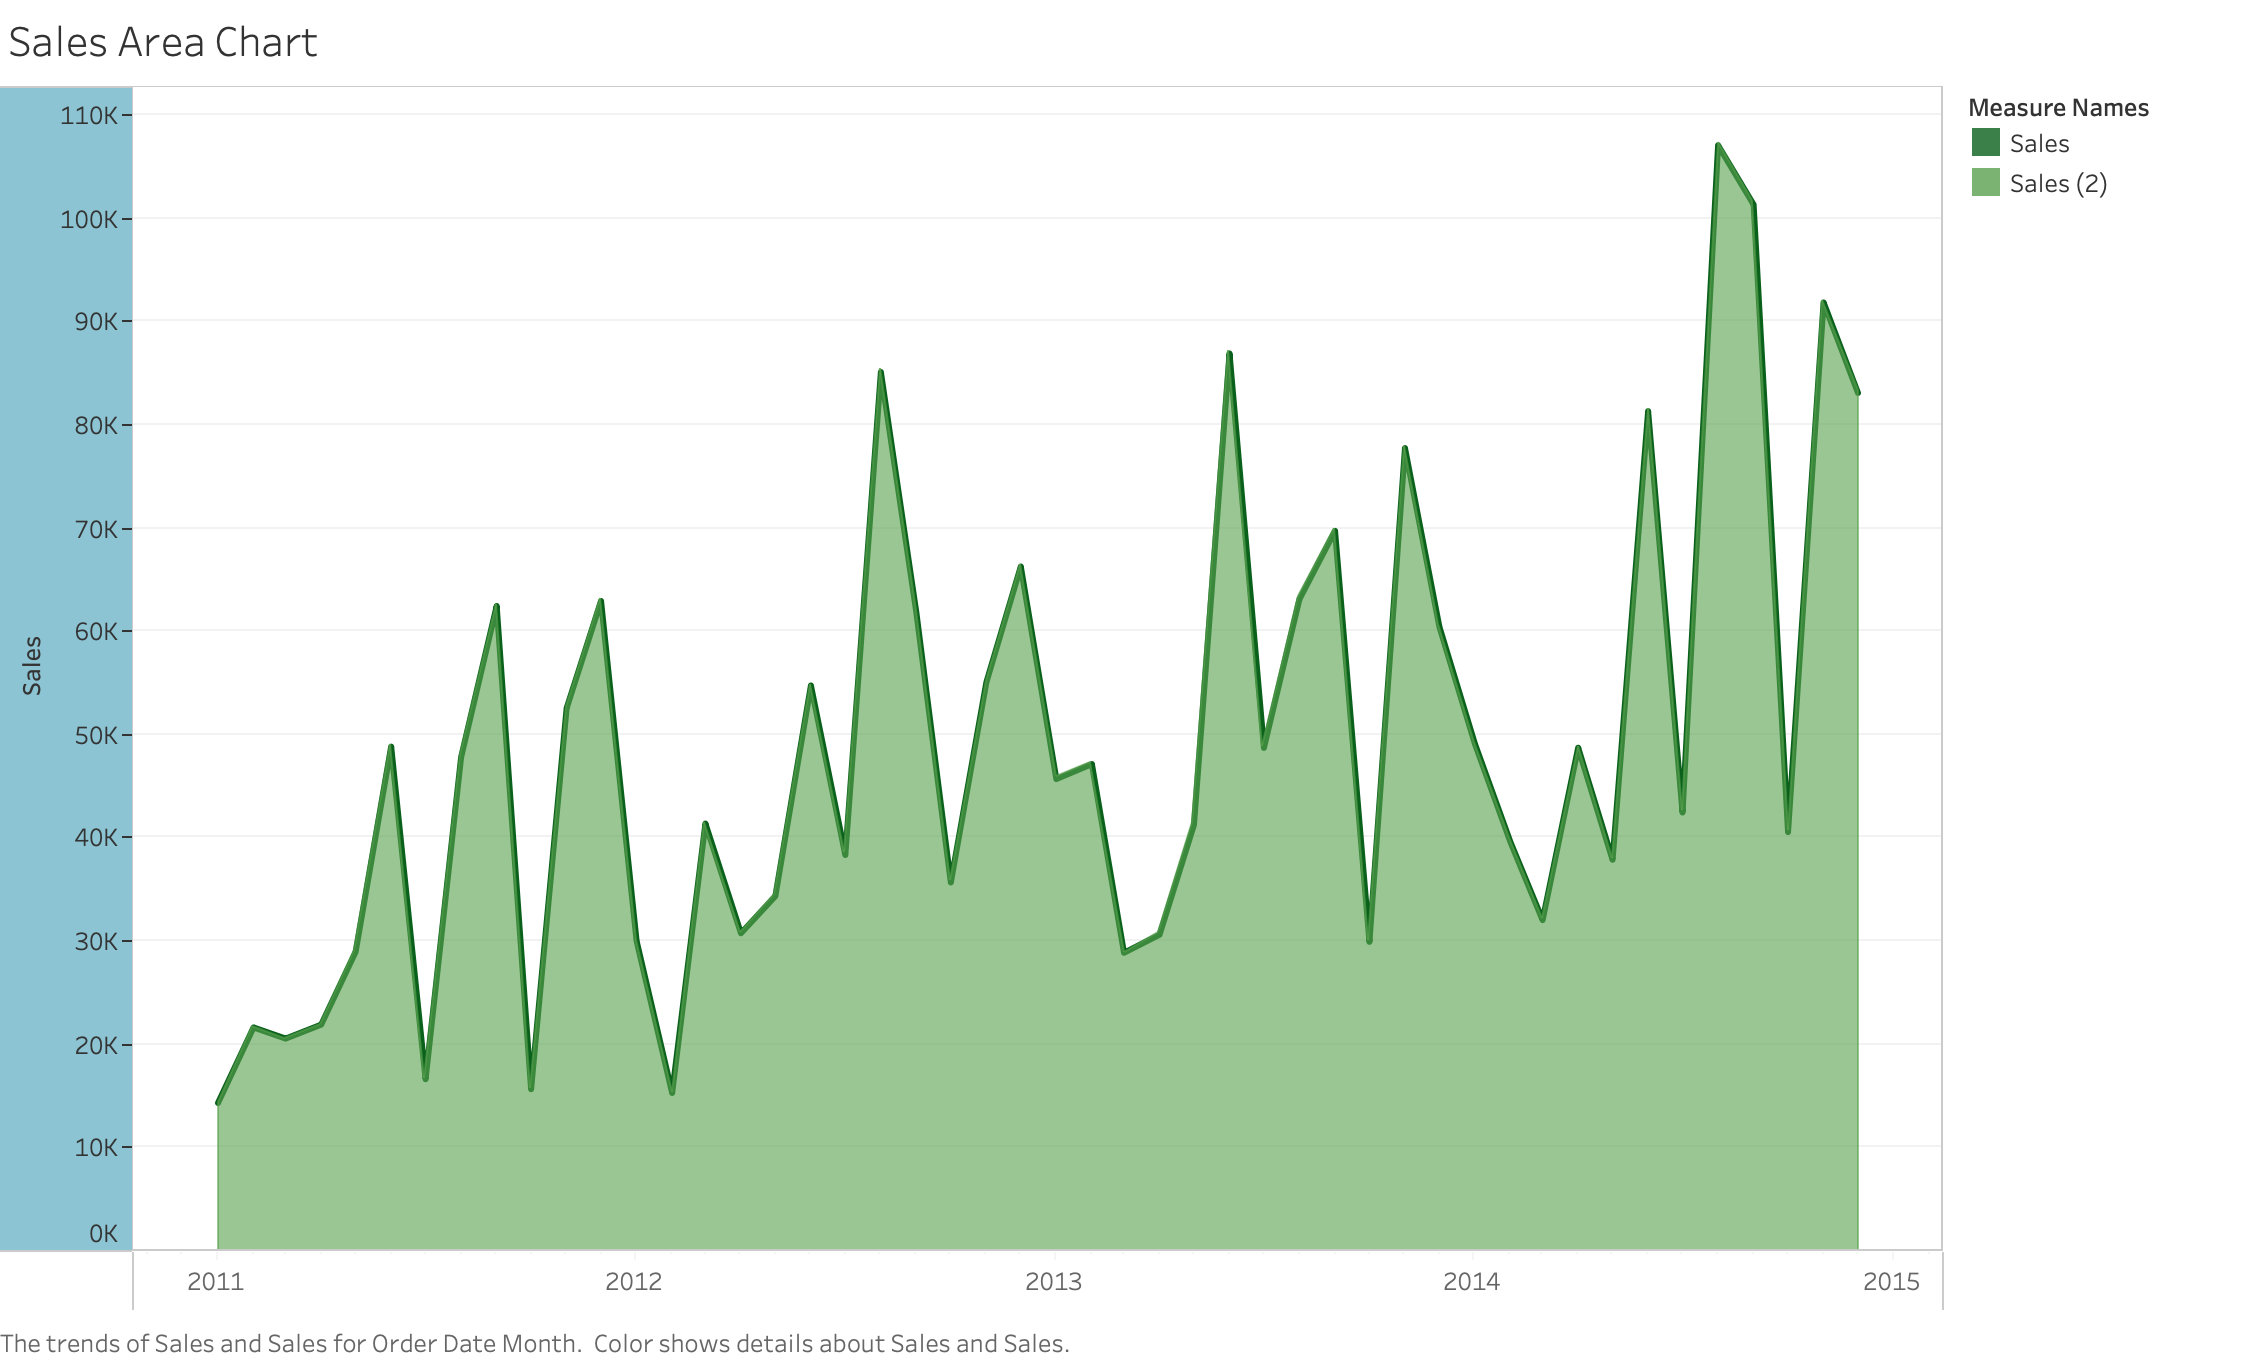 Sales Area Chart
110K
100K
90K
80K
70K
60K
50K
40K
30K
20K
10K
0K
Sales
2011 2012 2013 2014 2015
Measure Names
Sales
Sales (2)
The trends of Sales and Sales for Order Date Month.  Color shows details about Sales and Sales.